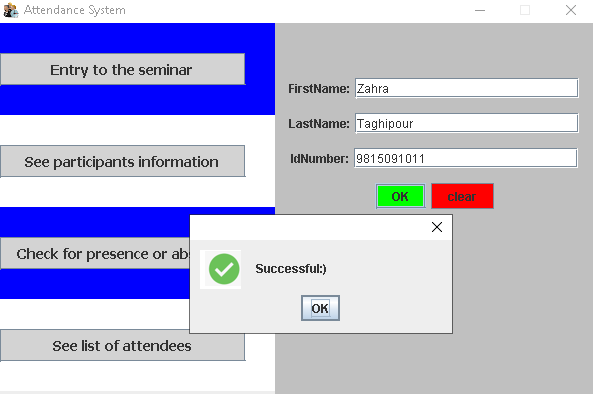 Attendance System
Entry to the seminar
See participants information
Check for presence or ab
See list of attendees
FirstName: Zahra
LastName: Taghipour
IdNumber: 9815091011
OK clear
Successful:)
OK